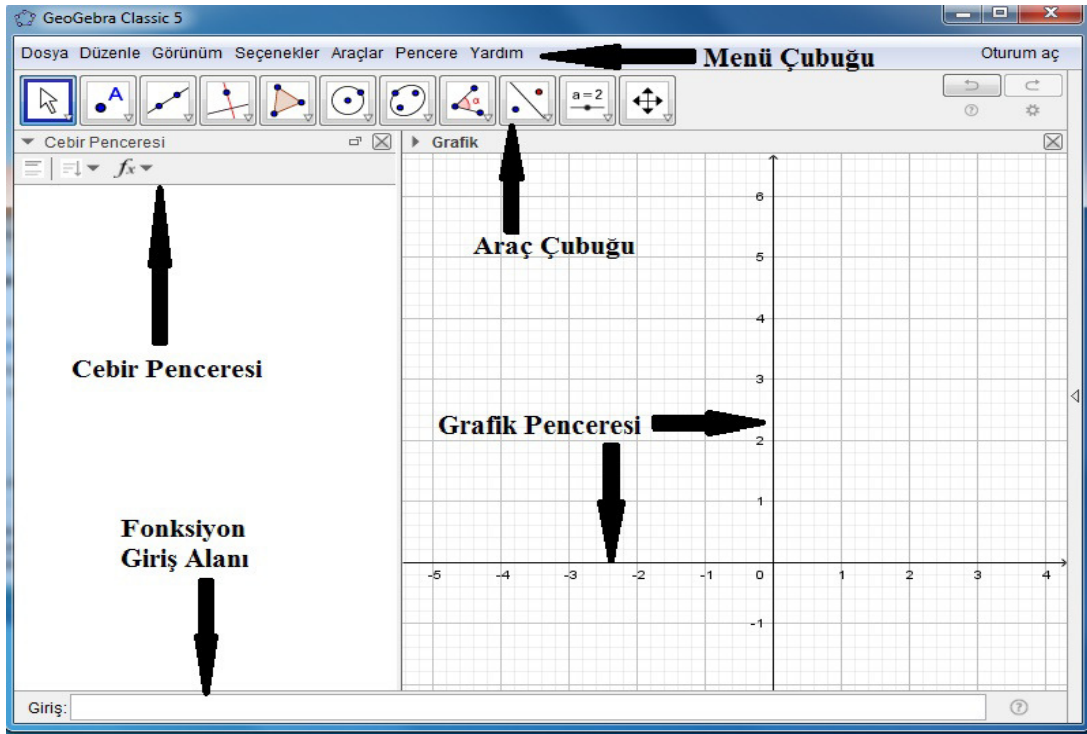 GeoGebra Classic 5
Dosya Düzenle Görünüm Seçenekler Araçlar Pencere Yardım
Menü Çubuğu
Oturum aç
A
α
a = 2
Cebir Penceresi
Grafik
fx
Araç Çubuğu
Cebir Penceresi
Grafik Penceresi
Fonksiyon
Giriş Alanı
6
5
4
3
2
1
-5 -4 -3 -2 -1 0 1 2 3 4
-1
Giriş: